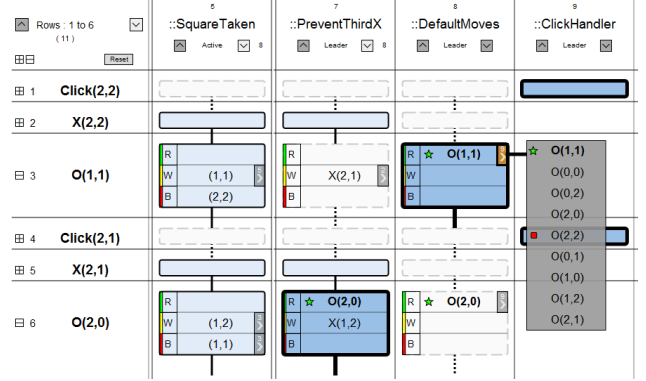 5 7 8 9
::SquareTaken ::PreventThirdX ::DefaultMoves ::ClickHandler
Rows : 1 to 6
( 11 )
Active 8 Leader 8 Leader Leader
Reset
1 Click(2,2)
2 X(2,2)
3 O(1,1)
R R R O(1,1) O(1,1)
W (1,1) W X(2,1) W O(0,0)
B (2,2) B B O(0,2)
O(2,0)
4 Click(2,1) O(2,2)
O(0,1)
5 X(2,1) O(1,0)
6 O(2,0)
R R O(2,0) R O(2,0) O(1,2)
W (1,2) W X(1,2) W O(2,1)
B (1,1) B B